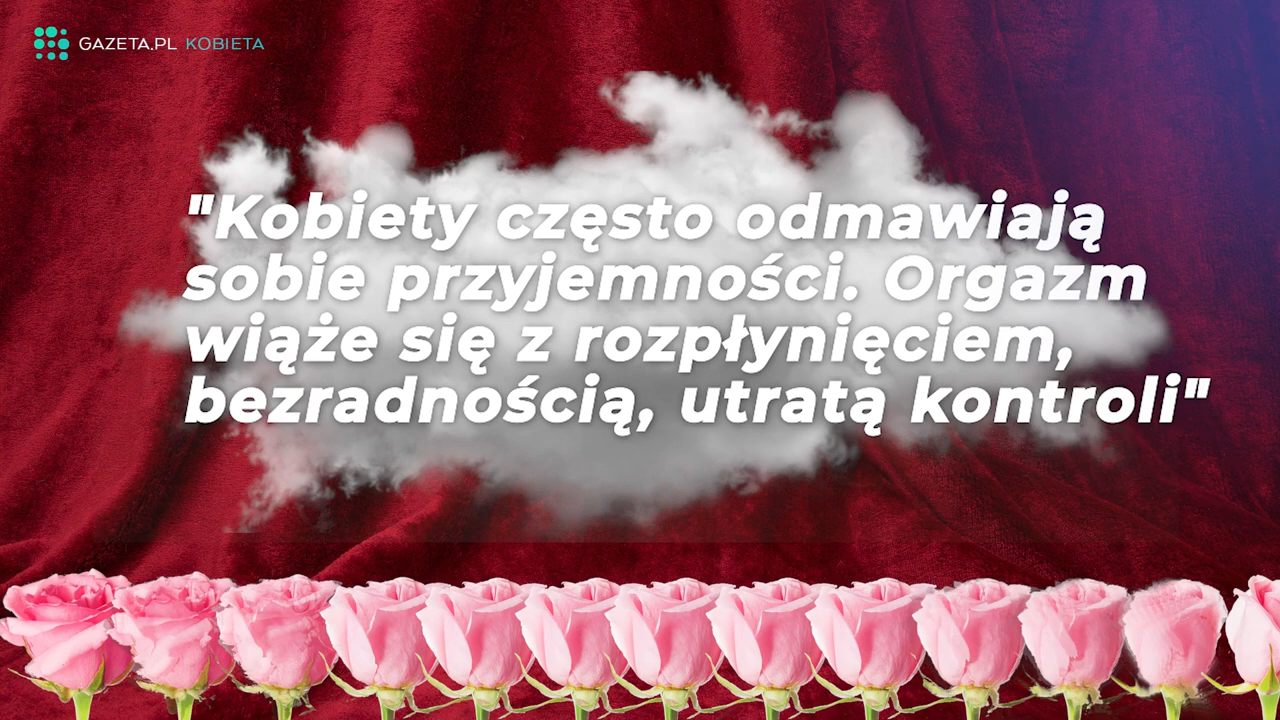 GAZETA.PL KOBIETA
"Kobiety często odmawiają
sobie przyjemności. Orgazm
wiąże się z rozpłynięciem,
bezradnością, utratą kontroli"